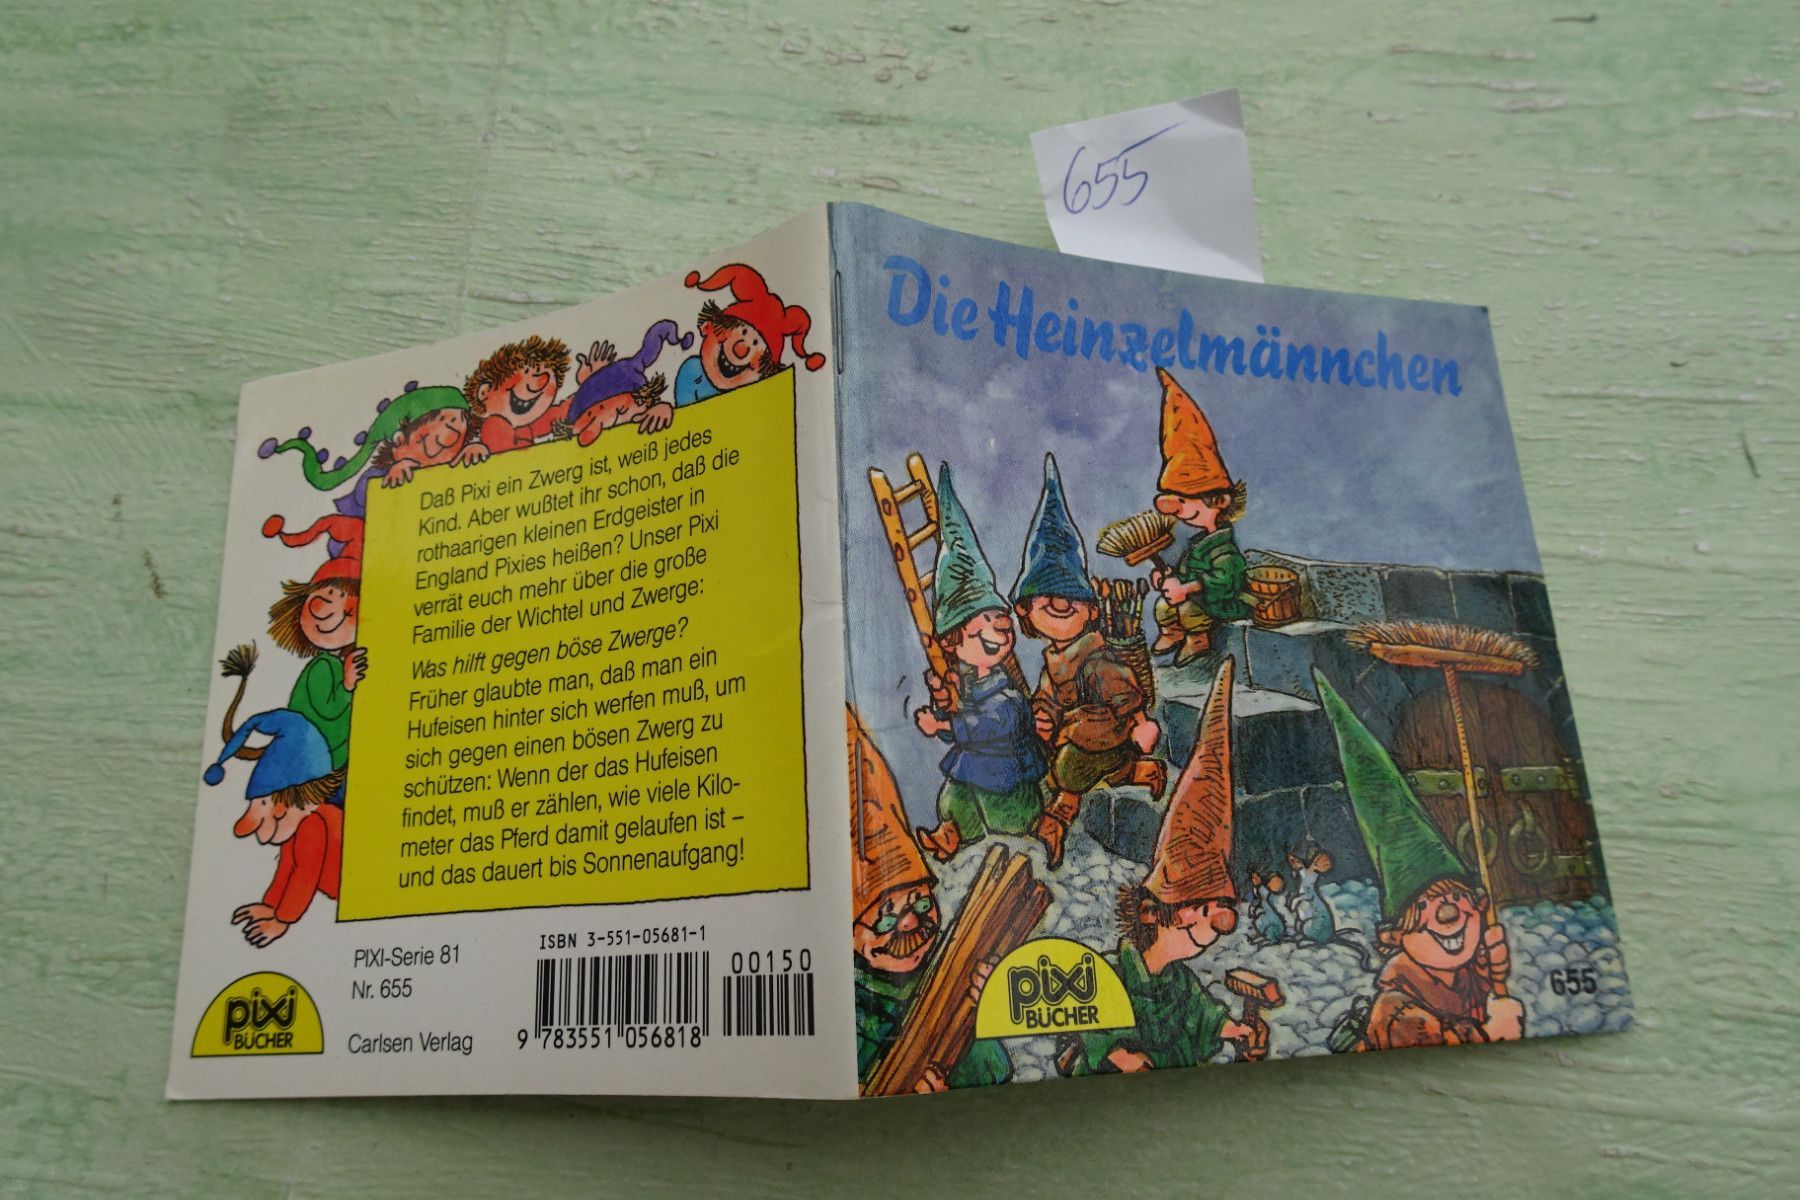 655
Die Heinzelmännchen
pixi
BÜCHER
655
Daß Pixi ein Zwerg ist, weiß jedes
Kind. Aber wußtet ihr schon, daß die
rothaarigen kleinen Erdgeister in
England Pixies heißen? Unser Pixi
verrät euch mehr über die große
Familie der Wichtel und Zwerge:
Was hilft gegen böse Zwerge?
Früher glaubte man, daß man ein
Hufeisen hinter sich werfen muß, um
sich gegen einen bösen Zwerg zu
schützen: Wenn der das Hufeisen
findet, muß er zählen, wie viele Kilo-
meter das Pferd damit gelaufen ist –
und das dauert bis Sonnenaufgang!
pixi
BÜCHER
PIXI-Serie 81
Nr. 655
Carlsen Verlag
ISBN 3-551-05681-1
00150
9 783551 056818